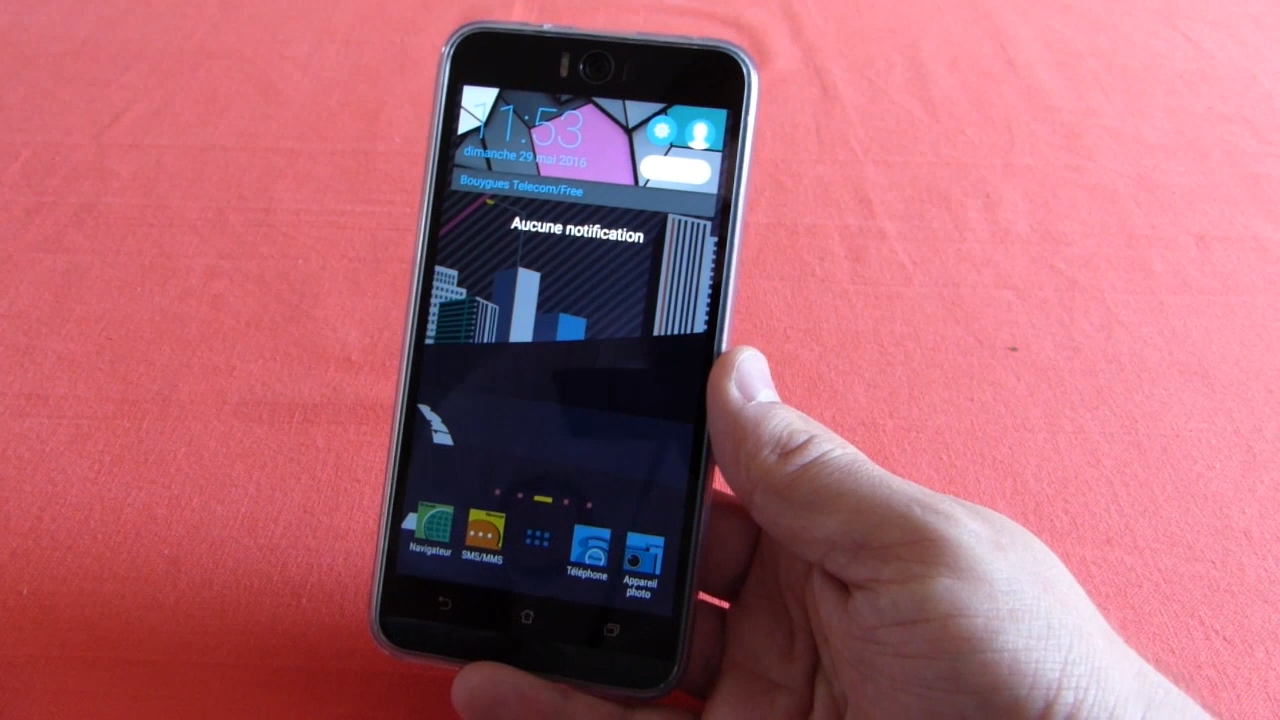 11:53
dimanche 29 mai 2016
Bouygues Telecom/Free
Aucune notification
Navigateur
SMS/MMS
Téléphone
Appareil
photo